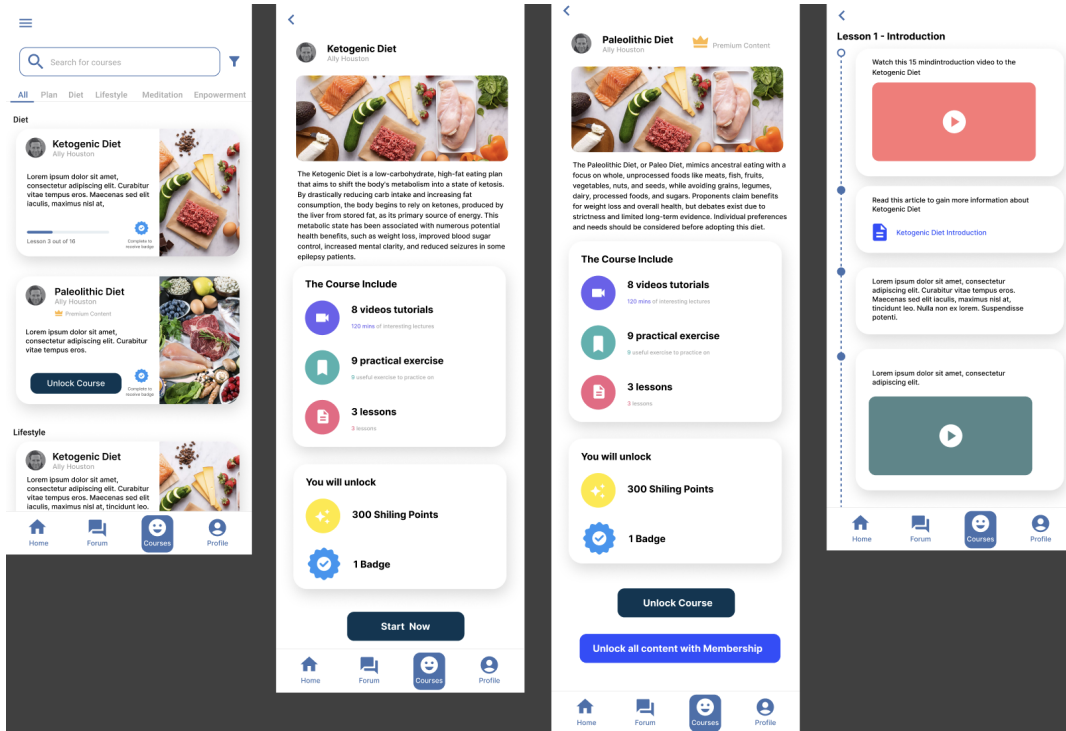 Search for courses
All Plan Diet Lifestyle Meditation Enpowerment
Diet
Ketogenic Diet
Ally Houston
Lorem ipsum dolor sit amet,
consectetur adipiscing elit. Curabitur
vitae tempus eros. Maecenas sed elit
iaculis, maximus nisl at,
Lesson 3 out of 16
Complete to
receive badge
Paleolithic Diet
Ally Houston
Premium Content
Lorem ipsum dolor sit amet,
consectetur adipiscing elit. Curabitur
vitae tempus eros.
Unlock Course
Complete to
receive badge
Lifestyle
Ketogenic Diet
Ally Houston
Lorem ipsum dolor sit amet,
consectetur adipiscing elit. Curabitur
vitae tempus eros. Maecenas sed elit
iaculis, maximus nisl at, tincidunt leo.
Home Forum Courses Profile
Ketogenic Diet
Ally Houston
The Ketogenic Diet is a low-carbohydrate, high-fat eating plan
that aims to shift the body's metabolism into a state of ketosis.
By drastically reducing carb intake and increasing fat
consumption, the body begins to rely on ketones, produced by
the liver from stored fat, as its primary source of energy. This
metabolic state has been associated with numerous potential
health benefits, such as weight loss, improved blood sugar
control, increased mental clarity, and reduced seizures in some
epilepsy patients.
The Course Include
8 videos tutorials
120 mins of interesting lectures
9 practical exercise
9 useful exercise to practice on
3 lessons
3 lessons
You will unlock
300 Shiling Points
1 Badge
Start Now
Home Forum Courses Profile
Paleolithic Diet
Ally Houston
Premium Content
The Paleolithic Diet, or Paleo Diet, mimics ancestral eating with a
focus on whole, unprocessed foods like meats, fish, fruits,
vegetables, nuts, and seeds, while avoiding grains, legumes,
dairy, processed foods, and sugars. Proponents claim benefits
for weight loss and overall health, but debates exist due to
strictness and limited long-term evidence. Individual preferences
and needs should be considered before adopting this diet.
The Course Include
8 videos tutorials
120 mins of interesting lectures
9 practical exercise
9 useful exercise to practice on
3 lessons
3 lessons
You will unlock
300 Shiling Points
1 Badge
Unlock Course
Unlock all content with Membership
Home Forum Courses Profile
Lesson 1 - Introduction
Watch this 15 mindintroduction video to the
Ketogenic Diet
Read this article to gain more information about
Ketogenic Diet
Ketogenic Diet Introduction
Lorem ipsum dolor sit amet, consectetur
adipiscing elit. Curabitur vitae tempus eros.
Maecenas sed elit iaculis, maximus nisl at,
tincidunt leo. Nulla non ex lorem. Suspendisse
potenti.
Lorem ipsum dolor sit amet, consectetur
adipiscing elit.
Home Forum Courses Profile